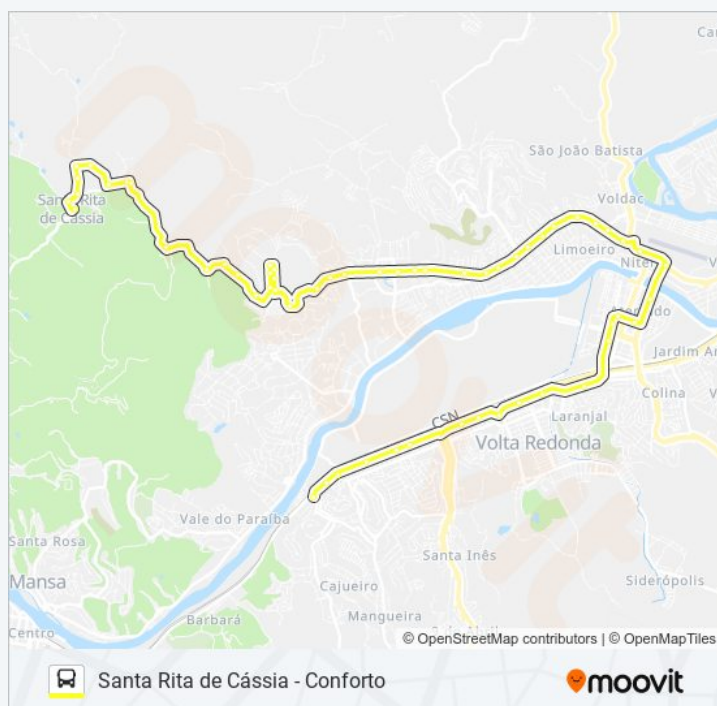 Car
São João Batista
Voldac
Santa Rita
de Cássia
Limoeiro
Niter
Aterrado
Jardim Am
Colina
CSN
Laranjal
Volta Redonda
Vale do Paraíba
Santa Rosa
Santa Inês
Mansa
Cajueiro
Siderópolis
Barbará
Mangueira
Centro
© OpenStreetMap contributors | © OpenMapTiles
Santa Rita de Cássia - Conforto
moovit